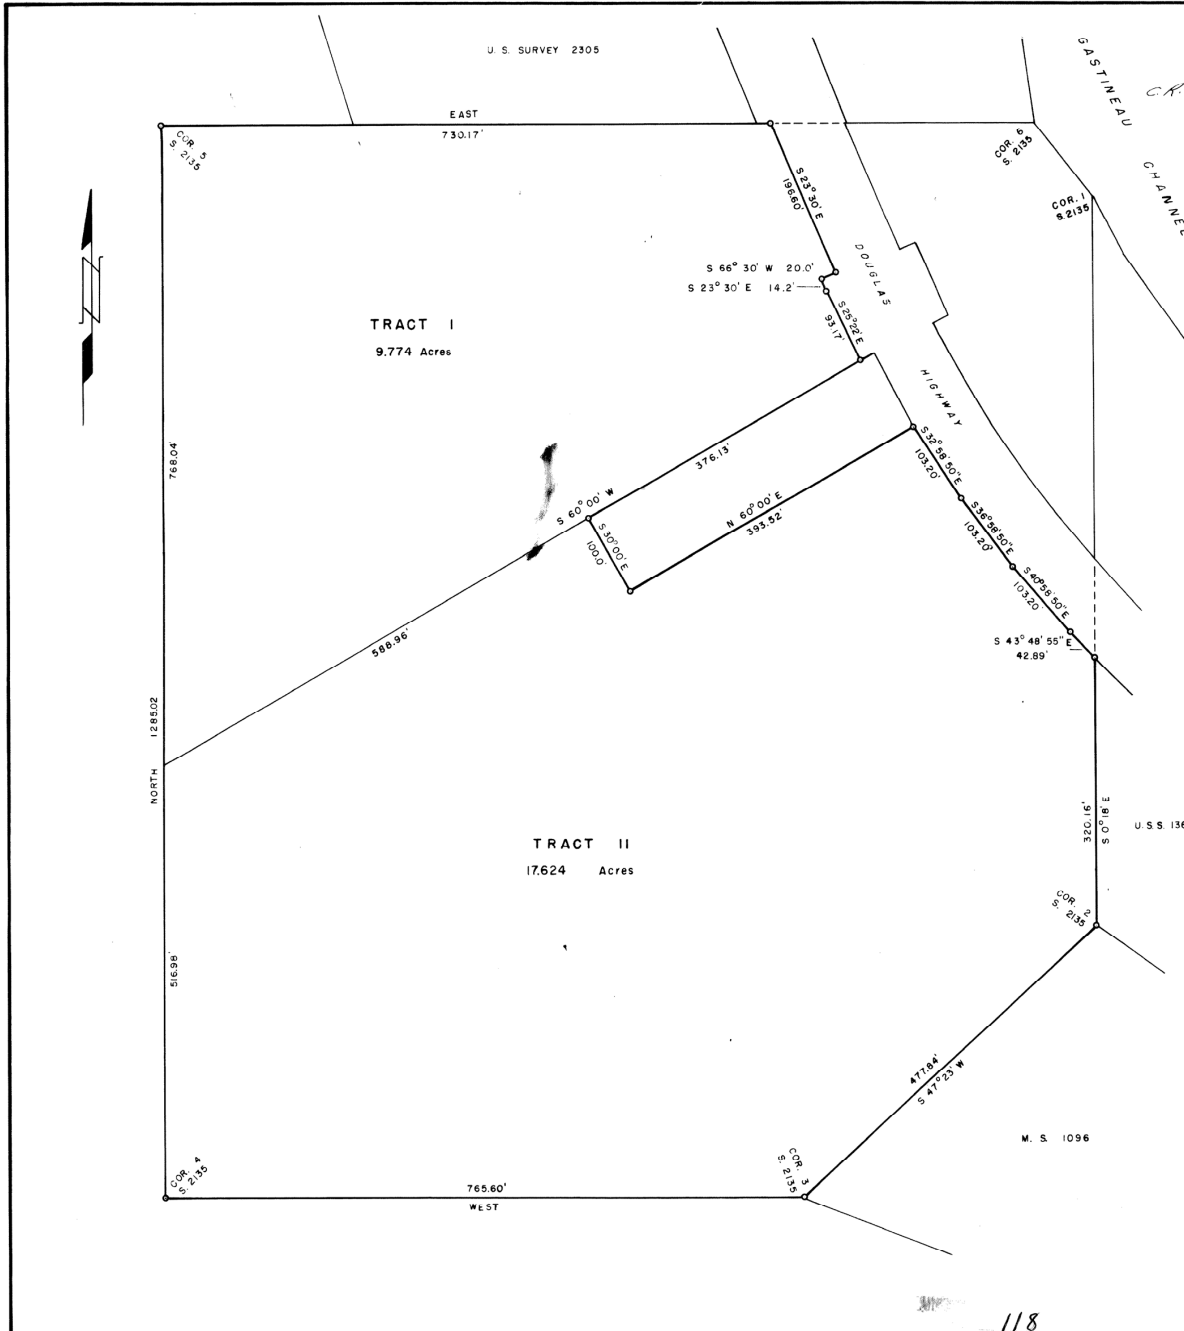 U. S. SURVEY 2305
GASTINEAU
CHANNEL
C.R.
EAST
730.17'
COR. 5
S. 2135
COR. 6
S. 2135
COR. 1
S. 2135
S 23° 30' E
196.60'
S 66° 30' W 20.0'
S 23° 30' E 14.2'
DOUGLAS
HIGHWAY
S 25° 22' E
93.17'
TRACT I
9.774 Acres
768.04'
376.13'
S 60° 00' W
S 30° 00' E
100.0'
N 60° 00' E
393.52'
S 32° 58' 50" E
103.20'
S 36° 58' 50" E
103.20'
S 40° 58' 50" E
103.20'
S 43° 48' 55" E
42.89'
588.96'
NORTH 1285.02
320.16'
S 0° 18' E
U.S.S. 136
TRACT II
17.624 Acres
COR. 2
S. 2135
516.98'
477.84'
S 47° 23' W
M. S. 1096
COR. 4
S. 2135
COR. 3
S. 2135
765.60'
WEST
118